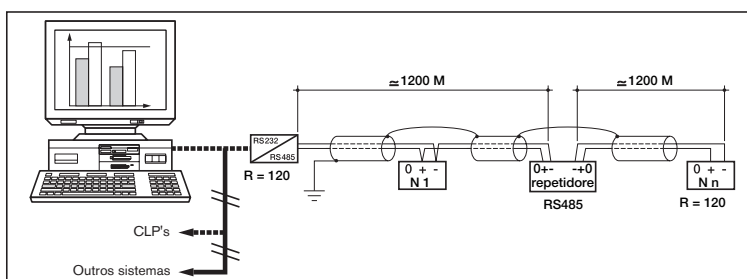 ≃1200 M
≃1200 M
RS232
RS485
R = 120
0 + -
N 1
0+- -+0
repetidore
RS485
0 + -
N n
R = 120
CLP's
Outros sistemas